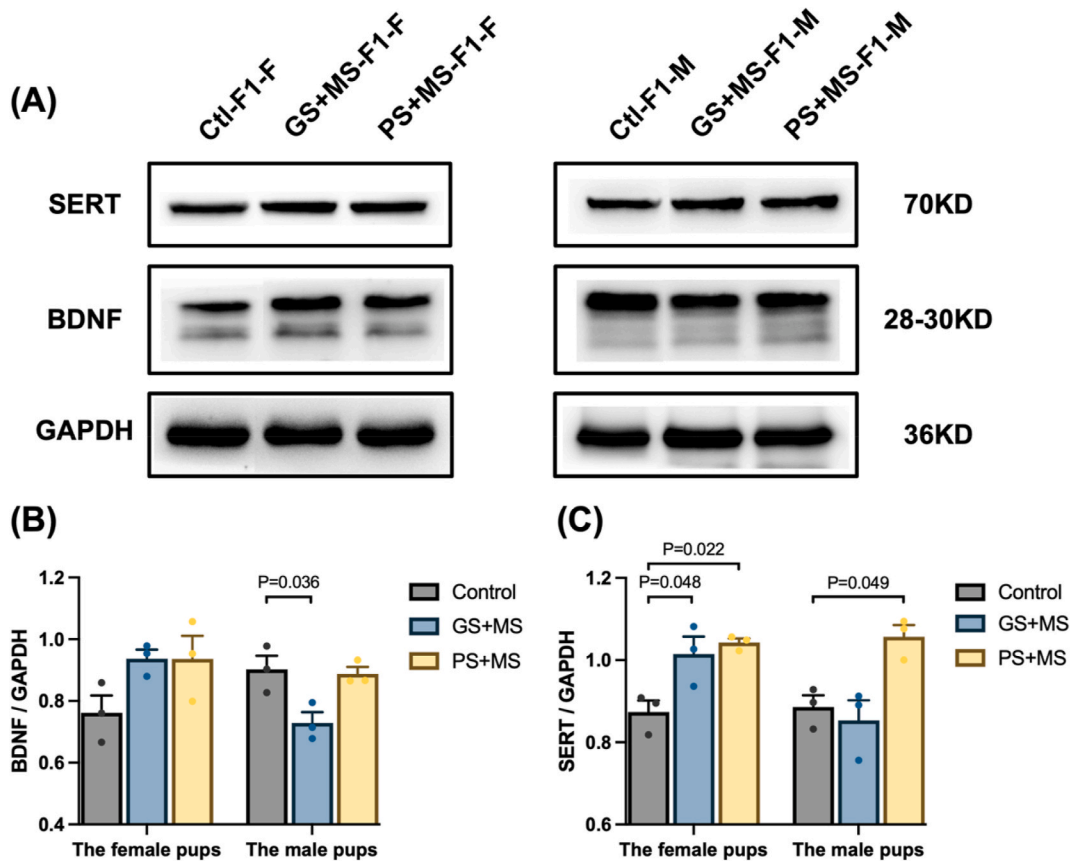 (A)
Ctl-F1-F
GS+MS-F1-F
PS+MS-F1-F
Ctl-F1-M
GS+MS-F1-M
PS+MS-F1-M
SERT
70KD
BDNF
28-30KD
GAPDH
36KD
(B)
BDNF / GAPDH
1.2
1.0
0.8
0.6
0.4
P=0.036
The female pups
The male pups
Control
GS+MS
PS+MS
(C)
SERT / GAPDH
1.2
1.0
0.8
0.6
P=0.022
P=0.048
P=0.049
The female pups
The male pups
Control
GS+MS
PS+MS